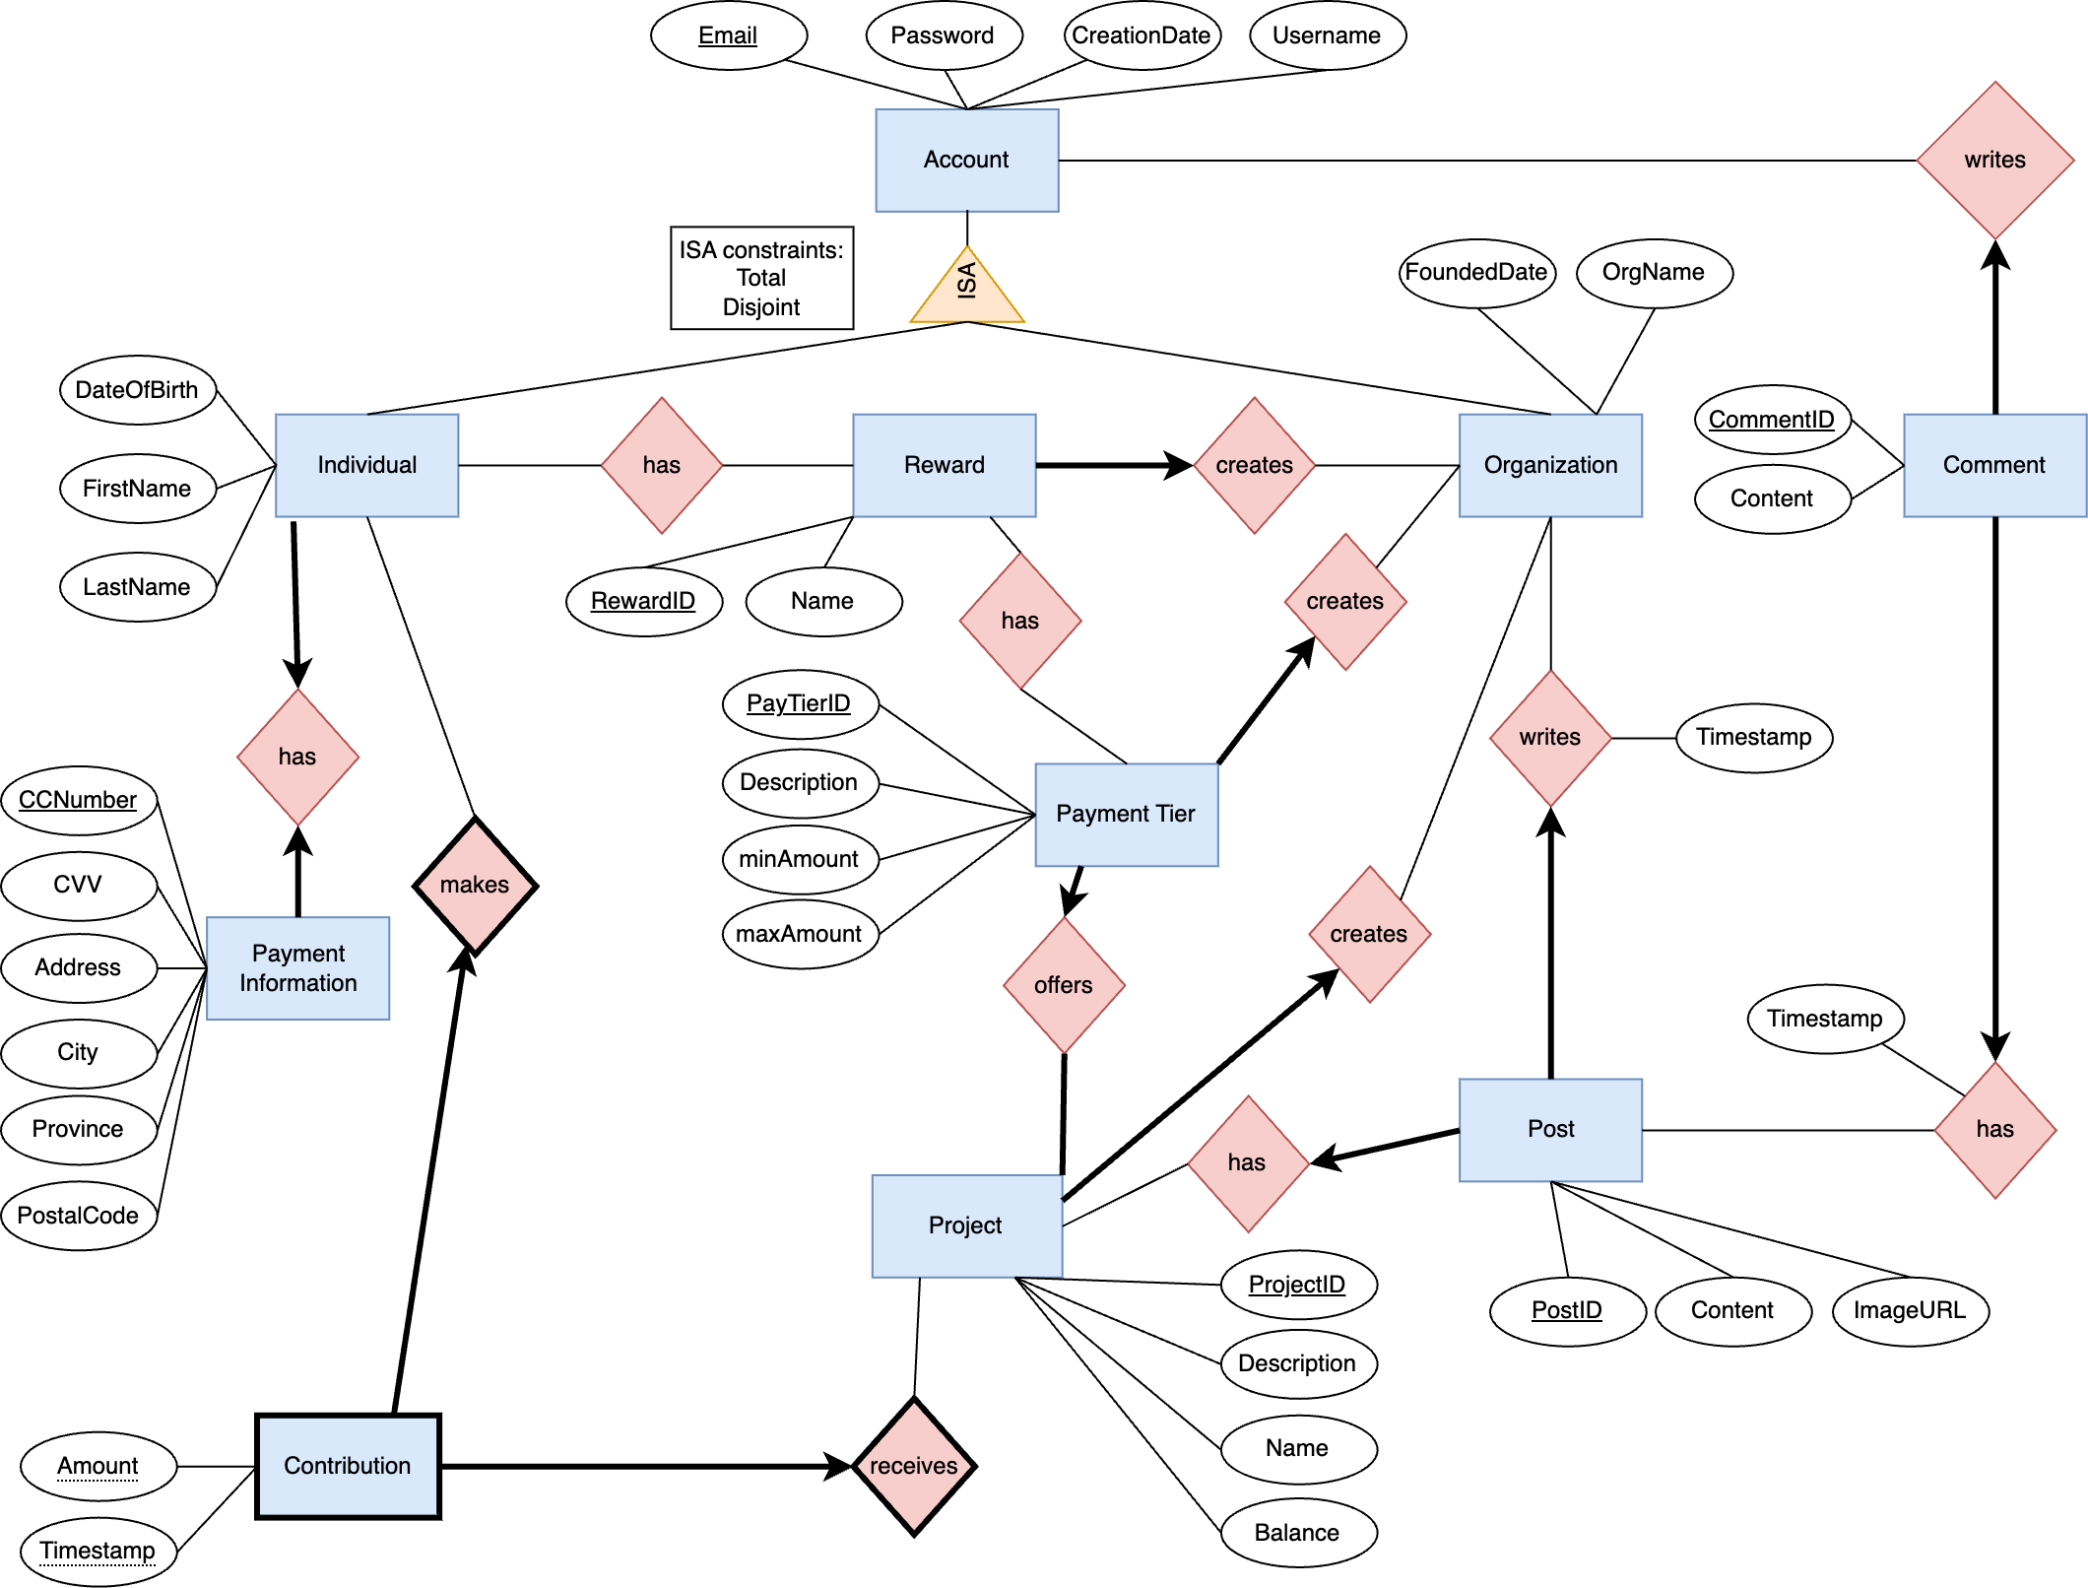 Email
Password
CreationDate
Username
Account
writes
ISA constraints:
Total
Disjoint
ISA
FoundedDate
OrgName
DateOfBirth
FirstName
LastName
Individual
has
Reward
creates
Organization
CommentID
Content
Comment
RewardID
Name
has
creates
PayTierID
Description
minAmount
maxAmount
Payment Tier
writes
Timestamp
has
CCNumber
CVV
Address
City
Province
PostalCode
Payment
Information
makes
offers
creates
Timestamp
has
Post
has
Project
PostID
Content
ImageURL
ProjectID
Description
Name
Balance
Amount
Timestamp
Contribution
receives